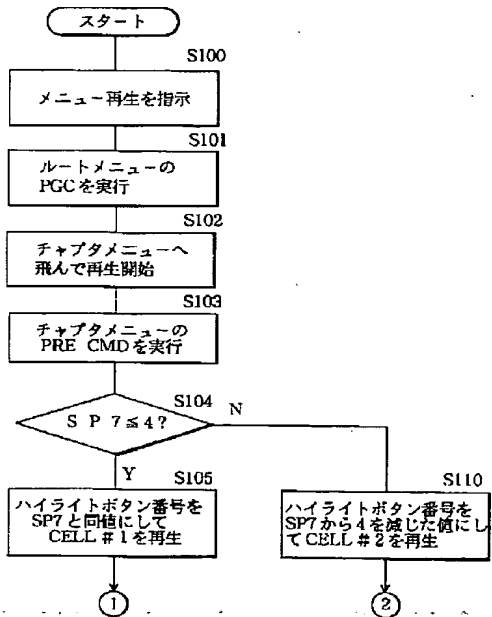 スタート
S100
メニュー再生を指示
S101
ルートメニューの
PGCを実行
S102
チャプタメニューへ
飛んで再生開始
S103
チャプタメニューの
PRE CMDを実行
S104
SP7≦4?
N
Y
S105
ハイライトボタン番号を
SP7と同値にして
CELL#1を再生
S110
ハイライトボタン番号を
SP7から4を減じた値にし
てCELL#2を再生
1
2